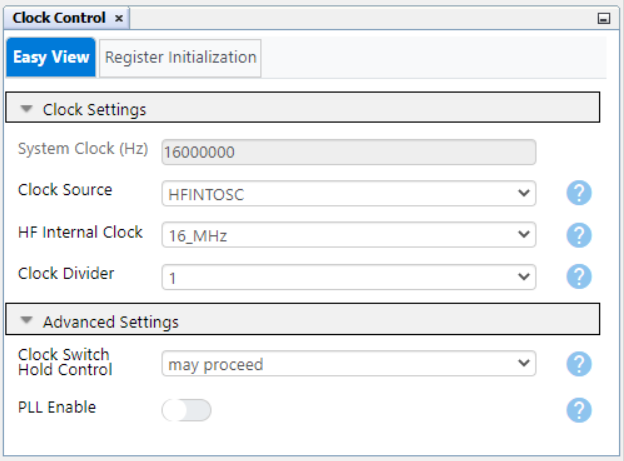 Clock Control ×
Easy View Register Initialization
Clock Settings
System Clock (Hz) 16000000
Clock Source HFINTOSC ?
HF Internal Clock 16_MHz ?
Clock Divider 1 ?
Advanced Settings
Clock Switch
Hold Control may proceed ?
PLL Enable ?